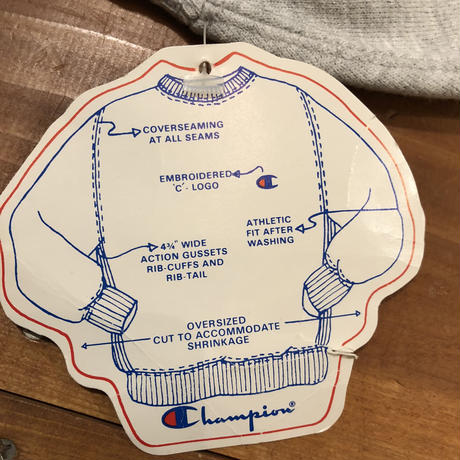 COVERSEAMING
AT ALL SEAMS
EMBROIDERED
'C'- LOGO
ATHLETIC
FIT AFTER
WASHING
4¾" WIDE
ACTION GUSSETS
RIB-CUFFS AND
RIB-TAIL
OVERSIZED
CUT TO ACCOMMODATE
SHRINKAGE
Champion®